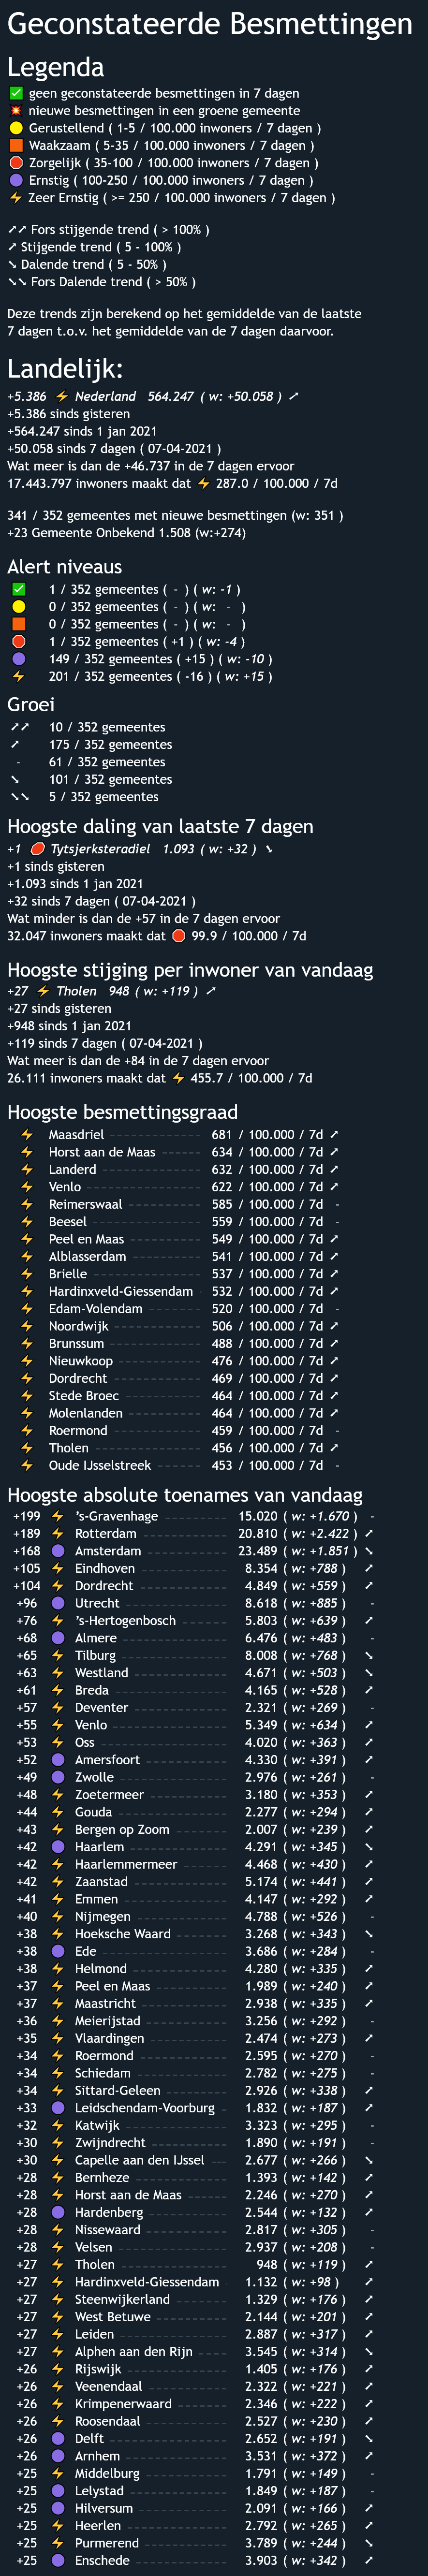 Geconstateerde Besmettingen
Legenda
✅ geen geconstateerde besmettingen in 7 dagen
💥 nieuwe besmettingen in een groene gemeente
🟡 Gerustellend ( 1-5 / 100.000 inwoners / 7 dagen )
🟧 Waakzaam ( 5-35 / 100.000 inwoners / 7 dagen )
🛑 Zorgelijk ( 35-100 / 100.000 inwoners / 7 dagen )
🟣 Ernstig ( 100-250 / 100.000 inwoners / 7 dagen )
⚡ Zeer Ernstig ( >= 250 / 100.000 inwoners / 7 dagen )
➚➚ Fors stijgende trend ( > 100% )
➚ Stijgende trend ( 5 - 100% )
➘ Dalende trend ( 5 - 50% )
➘➘ Fors Dalende trend ( > 50% )
Deze trends zijn berekend op het gemiddelde van de laatste
7 dagen t.o.v. het gemiddelde van de 7 dagen daarvoor.
Landelijk:
+5.386 ⚡ Nederland 564.247 ( w: +50.058 ) ➚
+5.386 sinds gisteren
+564.247 sinds 1 jan 2021
+50.058 sinds 7 dagen ( 07-04-2021 )
Wat meer is dan de +46.737 in de 7 dagen ervoor
17.443.797 inwoners maakt dat ⚡ 287.0 / 100.000 / 7d
341 / 352 gemeentes met nieuwe besmettingen (w: 351 )
+23 Gemeente Onbekend 1.508 (w:+274)
Alert niveaus
✅ 1 / 352 gemeentes ( - ) ( w: -1 )
🟡 0 / 352 gemeentes ( - ) ( w: - )
🟧 0 / 352 gemeentes ( - ) ( w: - )
🛑 1 / 352 gemeentes ( +1 ) ( w: -4 )
🟣 149 / 352 gemeentes ( +15 ) ( w: -10 )
⚡ 201 / 352 gemeentes ( -16 ) ( w: +15 )
Groei
➚➚ 10 / 352 gemeentes
➚ 175 / 352 gemeentes
- 61 / 352 gemeentes
➘ 101 / 352 gemeentes
➘➘ 5 / 352 gemeentes
Hoogste daling van laatste 7 dagen
+1 🛑 Tytsjerksteradiel 1.093 ( w: +32 ) ➘
+1 sinds gisteren
+1.093 sinds 1 jan 2021
+32 sinds 7 dagen ( 07-04-2021 )
Wat minder is dan de +57 in de 7 dagen ervoor
32.047 inwoners maakt dat 🛑 99.9 / 100.000 / 7d
Hoogste stijging per inwoner van vandaag
+27 ⚡ Tholen 948 ( w: +119 ) ➚
+27 sinds gisteren
+948 sinds 1 jan 2021
+119 sinds 7 dagen ( 07-04-2021 )
Wat meer is dan de +84 in de 7 dagen ervoor
26.111 inwoners maakt dat ⚡ 455.7 / 100.000 / 7d
Hoogste besmettingsgraad
⚡ Maasdriel 681 / 100.000 / 7d ➚
⚡ Horst aan de Maas 634 / 100.000 / 7d ➚
⚡ Landerd 632 / 100.000 / 7d ➚
⚡ Venlo 622 / 100.000 / 7d ➚
⚡ Reimerswaal 585 / 100.000 / 7d -
⚡ Beesel 559 / 100.000 / 7d -
⚡ Peel en Maas 549 / 100.000 / 7d ➚
⚡ Alblasserdam 541 / 100.000 / 7d ➚
⚡ Brielle 537 / 100.000 / 7d ➚
⚡ Hardinxveld-Giessendam 532 / 100.000 / 7d ➚
⚡ Edam-Volendam 520 / 100.000 / 7d -
⚡ Noordwijk 506 / 100.000 / 7d ➚
⚡ Brunssum 488 / 100.000 / 7d ➚
⚡ Nieuwkoop 476 / 100.000 / 7d ➚
⚡ Dordrecht 469 / 100.000 / 7d ➚
⚡ Stede Broec 464 / 100.000 / 7d ➚
⚡ Molenlanden 464 / 100.000 / 7d ➚
⚡ Roermond 459 / 100.000 / 7d -
⚡ Tholen 456 / 100.000 / 7d ➚
⚡ Oude IJsselstreek 453 / 100.000 / 7d -
Hoogste absolute toenames van vandaag
+199 ⚡ 's-Gravenhage 15.020 ( w: +1.670 ) -
+189 ⚡ Rotterdam 20.810 ( w: +2.422 ) ➚
+168 🟣 Amsterdam 23.489 ( w: +1.851 ) ➘
+105 ⚡ Eindhoven 8.354 ( w: +788 ) ➚
+104 ⚡ Dordrecht 4.849 ( w: +559 ) ➚
+96 🟣 Utrecht 8.618 ( w: +885 ) -
+76 ⚡ 's-Hertogenbosch 5.803 ( w: +639 ) ➚
+68 🟣 Almere 6.476 ( w: +483 ) -
+65 ⚡ Tilburg 8.008 ( w: +768 ) ➘
+63 ⚡ Westland 4.671 ( w: +503 ) ➘
+61 ⚡ Breda 4.165 ( w: +528 ) ➚
+57 ⚡ Deventer 2.321 ( w: +269 ) -
+55 ⚡ Venlo 5.349 ( w: +634 ) ➚
+53 ⚡ Oss 4.020 ( w: +363 ) ➚
+52 🟣 Amersfoort 4.330 ( w: +391 ) ➚
+49 🟣 Zwolle 2.976 ( w: +261 ) -
+48 ⚡ Zoetermeer 3.180 ( w: +353 ) ➚
+44 ⚡ Gouda 2.277 ( w: +294 ) ➚
+43 ⚡ Bergen op Zoom 2.007 ( w: +239 ) ➚
+42 🟣 Haarlem 4.291 ( w: +345 ) ➘
+42 ⚡ Haarlemmermeer 4.468 ( w: +430 ) ➚
+42 ⚡ Zaanstad 5.174 ( w: +441 ) ➚
+41 ⚡ Emmen 4.147 ( w: +292 ) ➚
+40 ⚡ Nijmegen 4.788 ( w: +526 ) -
+38 ⚡ Hoeksche Waard 3.268 ( w: +343 ) ➘
+38 🟣 Ede 3.686 ( w: +284 ) -
+38 ⚡ Helmond 4.280 ( w: +335 ) ➚
+37 ⚡ Peel en Maas 1.989 ( w: +240 ) ➚
+37 ⚡ Maastricht 2.938 ( w: +335 ) ➚
+36 ⚡ Meierijstad 3.256 ( w: +292 ) -
+35 ⚡ Vlaardingen 2.474 ( w: +273 ) ➚
+34 ⚡ Roermond 2.595 ( w: +270 ) -
+34 ⚡ Schiedam 2.782 ( w: +275 ) -
+34 ⚡ Sittard-Geleen 2.926 ( w: +338 ) ➚
+33 🟣 Leidschendam-Voorburg 1.832 ( w: +187 ) ➚
+32 ⚡ Katwijk 3.323 ( w: +295 ) -
+30 ⚡ Zwijndrecht 1.890 ( w: +191 ) -
+30 ⚡ Capelle aan den IJssel 2.677 ( w: +266 ) ➘
+28 ⚡ Bernheze 1.393 ( w: +142 ) ➚
+28 ⚡ Horst aan de Maas 2.246 ( w: +270 ) ➚
+28 🟣 Hardenberg 2.544 ( w: +132 ) ➚
+28 ⚡ Nissewaard 2.817 ( w: +305 ) -
+28 ⚡ Velsen 2.937 ( w: +208 ) -
+27 ⚡ Tholen 948 ( w: +119 ) ➚
+27 ⚡ Hardinxveld-Giessendam 1.132 ( w: +98 ) ➚
+27 ⚡ Steenwijkerland 1.329 ( w: +176 ) ➚
+27 ⚡ West Betuwe 2.144 ( w: +201 ) ➚
+27 ⚡ Leiden 2.887 ( w: +317 ) ➚
+27 ⚡ Alphen aan den Rijn 3.545 ( w: +314 ) ➘
+26 ⚡ Rijswijk 1.405 ( w: +176 ) ➚
+26 ⚡ Veenendaal 2.322 ( w: +221 ) ➚
+26 ⚡ Krimpenerwaard 2.346 ( w: +222 ) ➚
+26 ⚡ Roosendaal 2.527 ( w: +230 ) ➚
+26 🟣 Delft 2.652 ( w: +191 ) ➘
+26 🟣 Arnhem 3.531 ( w: +372 ) ➚
+25 ⚡ Middelburg 1.791 ( w: +149 ) -
+25 🟣 Lelystad 1.849 ( w: +187 ) -
+25 🟣 Hilversum 2.091 ( w: +166 ) ➚
+25 ⚡ Heerlen 2.792 ( w: +265 ) ➚
+25 ⚡ Purmerend 3.789 ( w: +244 ) ➘
+25 🟣 Enschede 3.903 ( w: +342 ) ➚